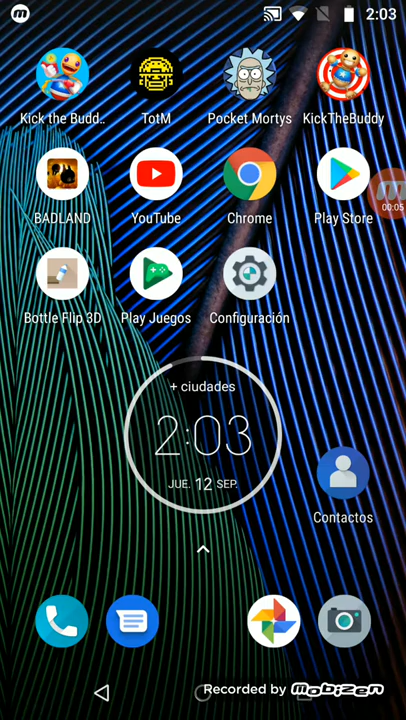 2:03
Kick the Budd..
TotM
Pocket Mortys
KickTheBuddy
BADLAND
YouTube
Chrome
Play Store
00:05
Bottle Flip 3D
Play Juegos
Configuración
+ ciudades
2:03
JUE. 12 SEP.
Contactos
Recorded by mobizen